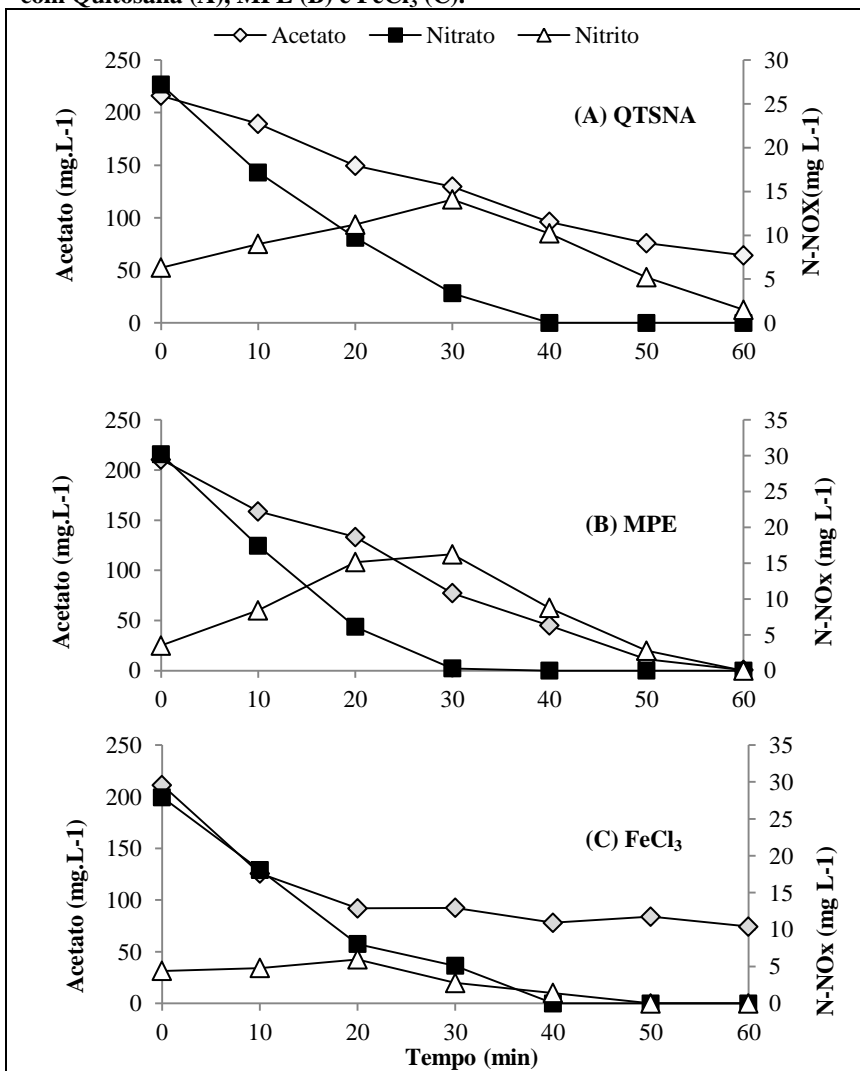 com Quitosana (A), MPE (B) e FeCl₃ (C).
Acetato Nitrato Nitrito
250 30
(A) QTSNA
200 25
20
150
15
100
10
50 5
0 0
0 10 20 30 40 50 60
Acetato (mg.L-1)
N-NOX(mg L-1)
250 35
30
200
(B) MPE
25
150 20
100 15
10
50
5
0 0
0 10 20 30 40 50 60
Acetato (mg.L-1)
N-NOx (mg L-1)
250 35
30
200
(C) FeCl₃
25
150 20
100 15
10
50
5
0 0
0 10 20 30 40 50 60
Acetato (mg.L-1)
N-NOx (mg L-1)
Tempo (min)